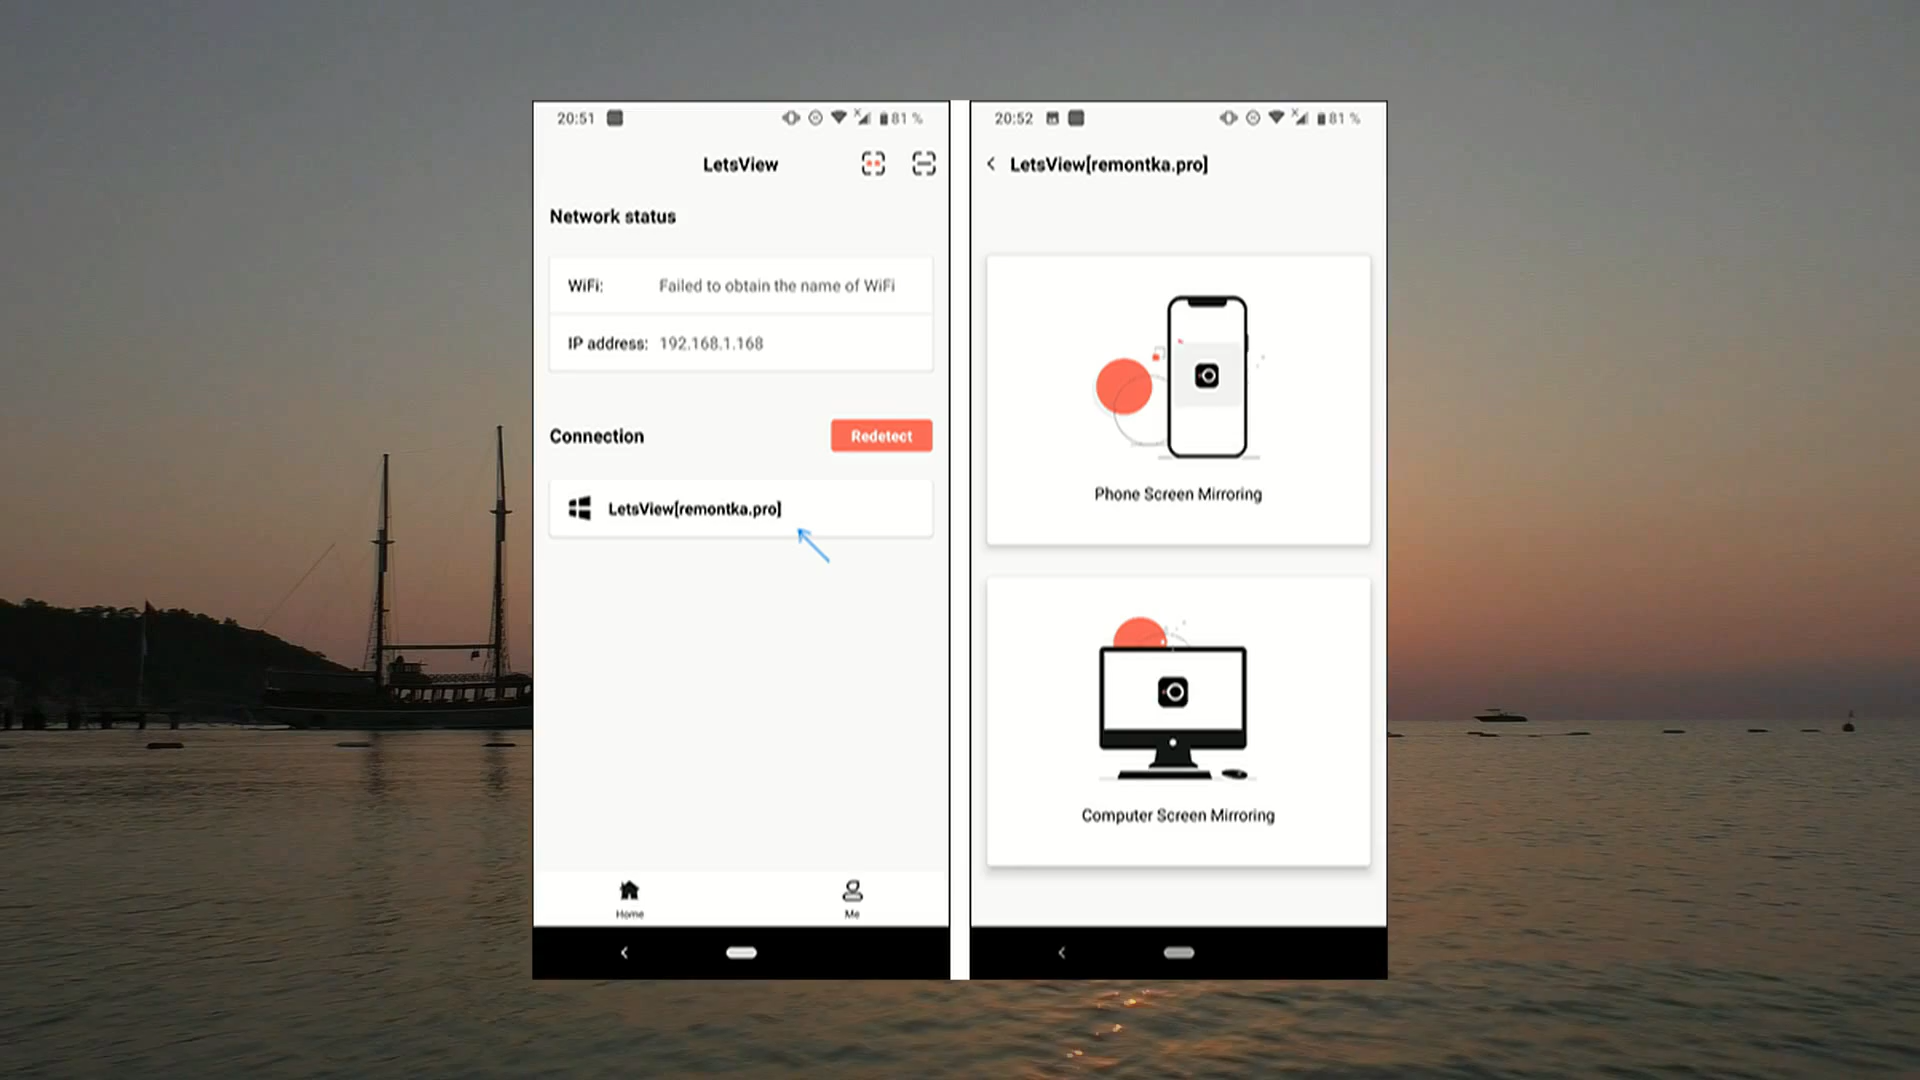 20:51
81 %
LetsView
Network status
WiFi: Failed to obtain the name of WiFi
IP address: 192.168.1.168
Connection
Redetect
LetsView[remontka.pro]
Home
Me
20:52
81 %
LetsView[remontka.pro]
Phone Screen Mirroring
Computer Screen Mirroring